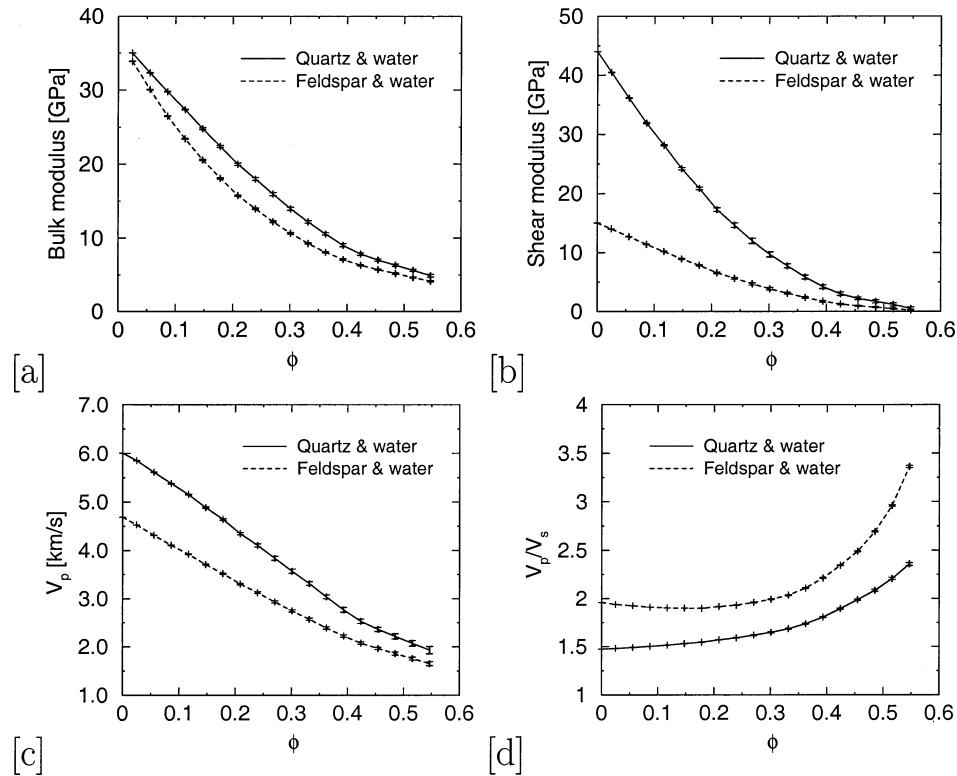 40
30
20
10
0
Bulk modulus [GPa]
Quartz & water
Feldspar & water
0 0.1 0.2 0.3 0.4 0.5 0.6
ϕ
[a]
50
40
30
20
10
0
Shear modulus [GPa]
Quartz & water
Feldspar & water
0 0.1 0.2 0.3 0.4 0.5 0.6
ϕ
[b]
7.0
6.0
5.0
4.0
3.0
2.0
1.0
Vp [km/s]
Quartz & water
Feldspar & water
0 0.1 0.2 0.3 0.4 0.5 0.6
ϕ
[c]
4
3.5
3
2.5
2
1.5
1
Vp/Vs
Quartz & water
Feldspar & water
0 0.1 0.2 0.3 0.4 0.5 0.6
ϕ
[d]